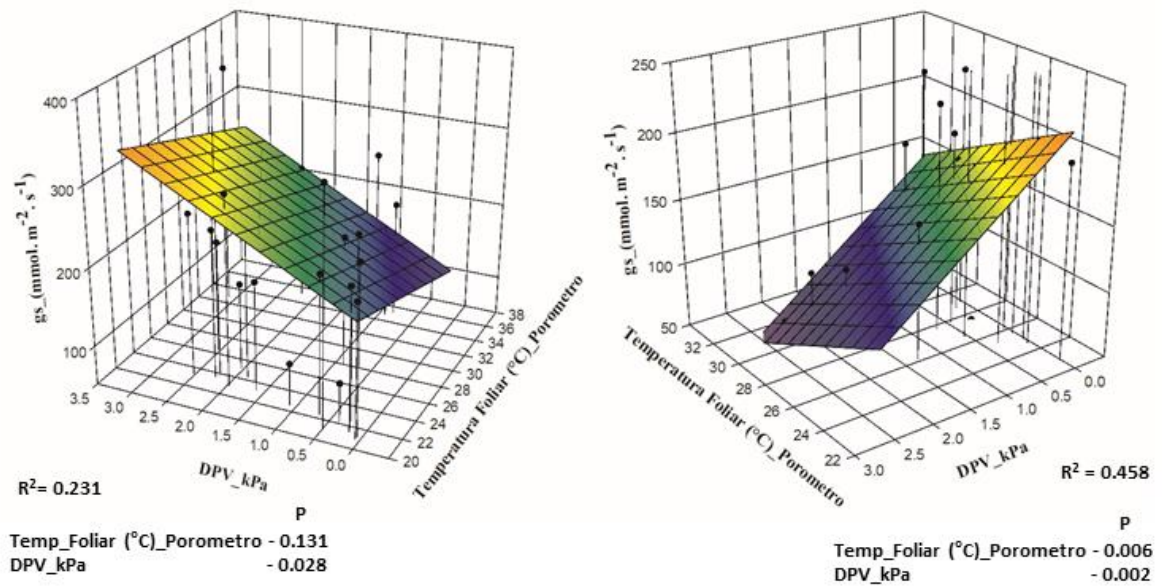 400
300
200
100
gs_(mmol. m-2. s-1)
3.5
3.0
2.5
2.0
1.5
1.0
0.5
0.0
DPV_kPa
20
22
24
26
28
30
32
34
36
38
Temperatura Foliar (°C)_Porometro
R2= 0.231
P
Temp_Foliar (°C)_Porometro - 0.131
DPV_kPa - 0.028
250
200
150
100
50
gs_(mmol. m-2. s-1)
32
30
28
26
24
22
Temperatura Foliar (°C)_Porometro
3.0
2.5
2.0
1.5
1.0
0.5
0.0
DPV_kPa
R2 = 0.458
P
Temp_Foliar (°C)_Porometro - 0.006
DPV_kPa - 0.002